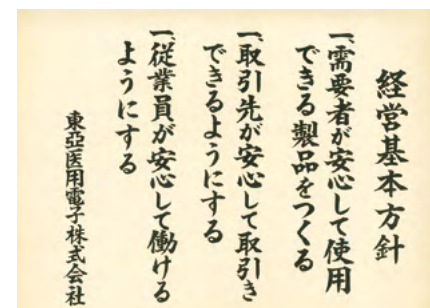 経営基本方針
一、需要者が安心して使用
できる製品をつくる
一、取引先が安心して取引き
できるようにする
一、従業員が安心して働ける
ようにする
東亞医用電子株式会社